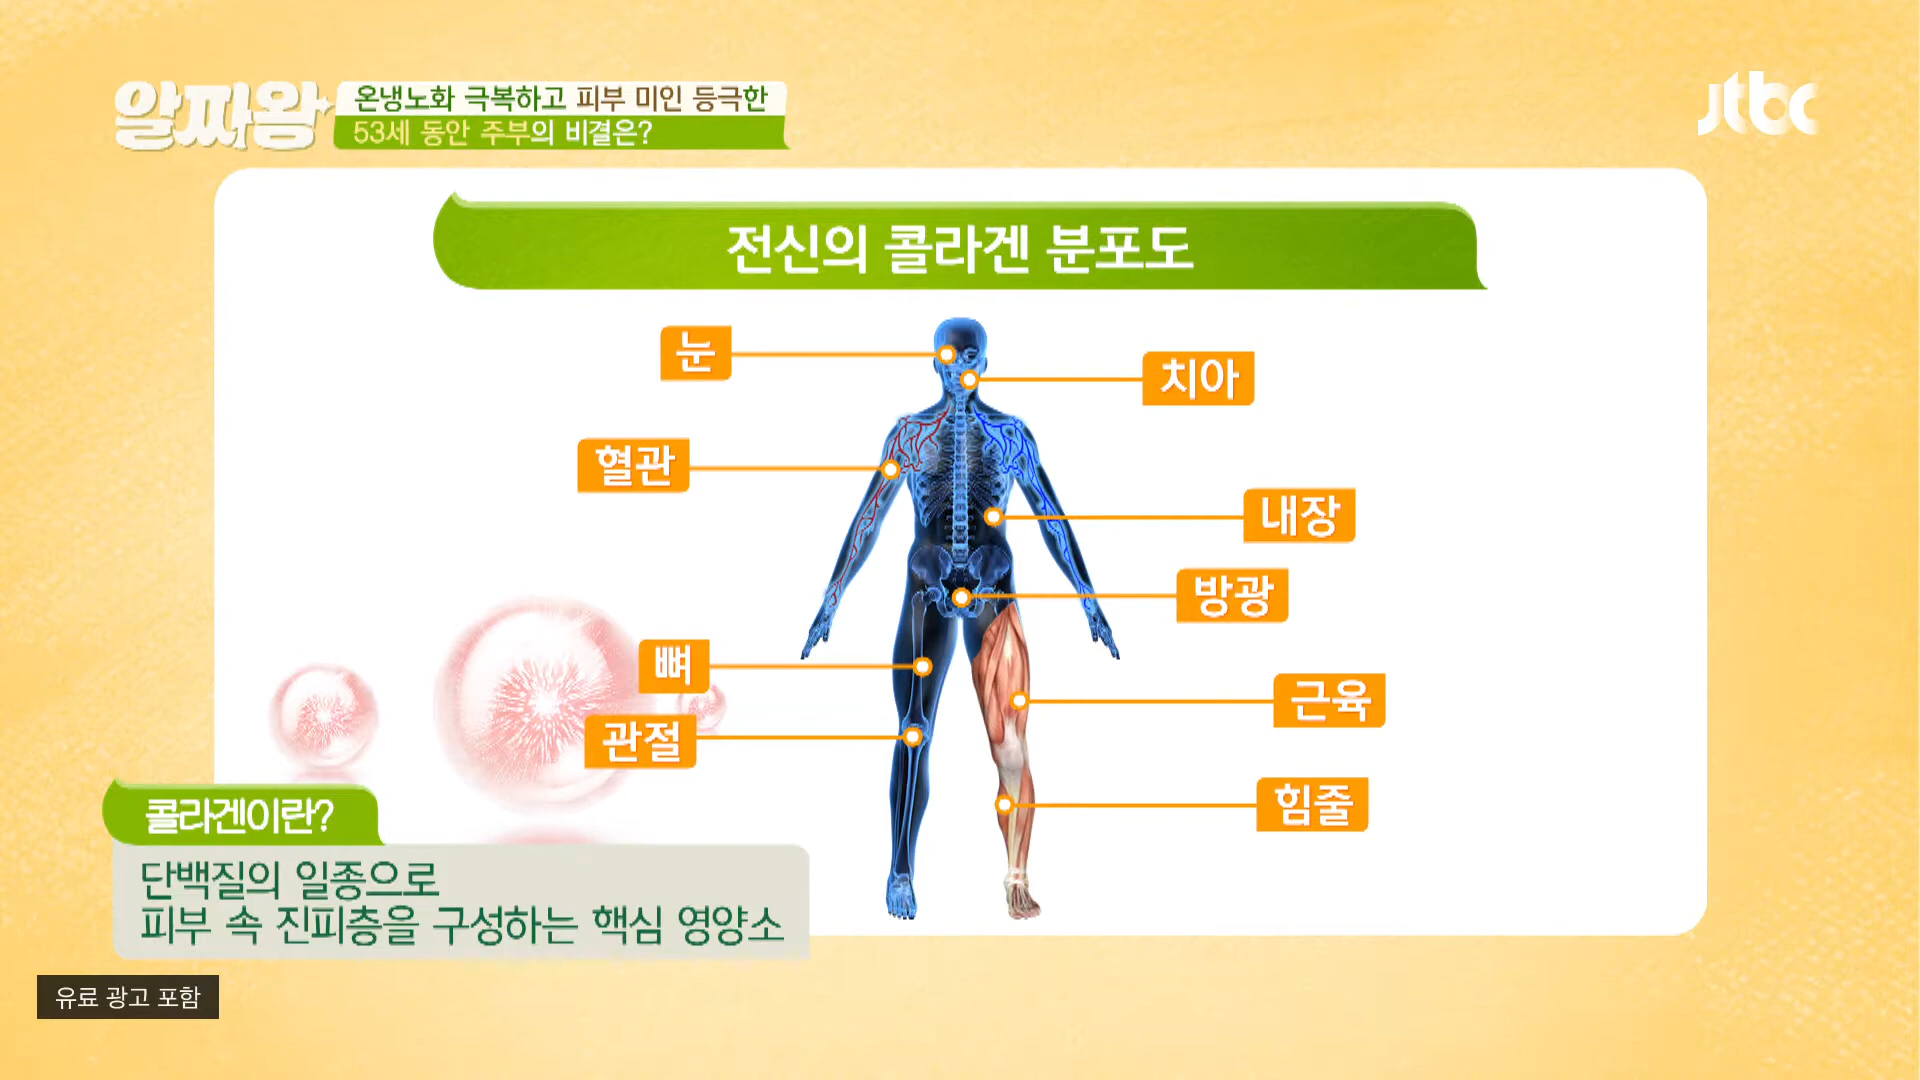 알짜왕
온냉노화 극복하고 피부 미인 등극한
53세 동안 주부의 비결은?
jtbc
전신의 콜라겐 분포도
눈
치아
혈관
내장
방광
뼈
근육
관절
힘줄
콜라겐이란?
단백질의 일종으로
피부 속 진피층을 구성하는 핵심 영양소
유료 광고 포함